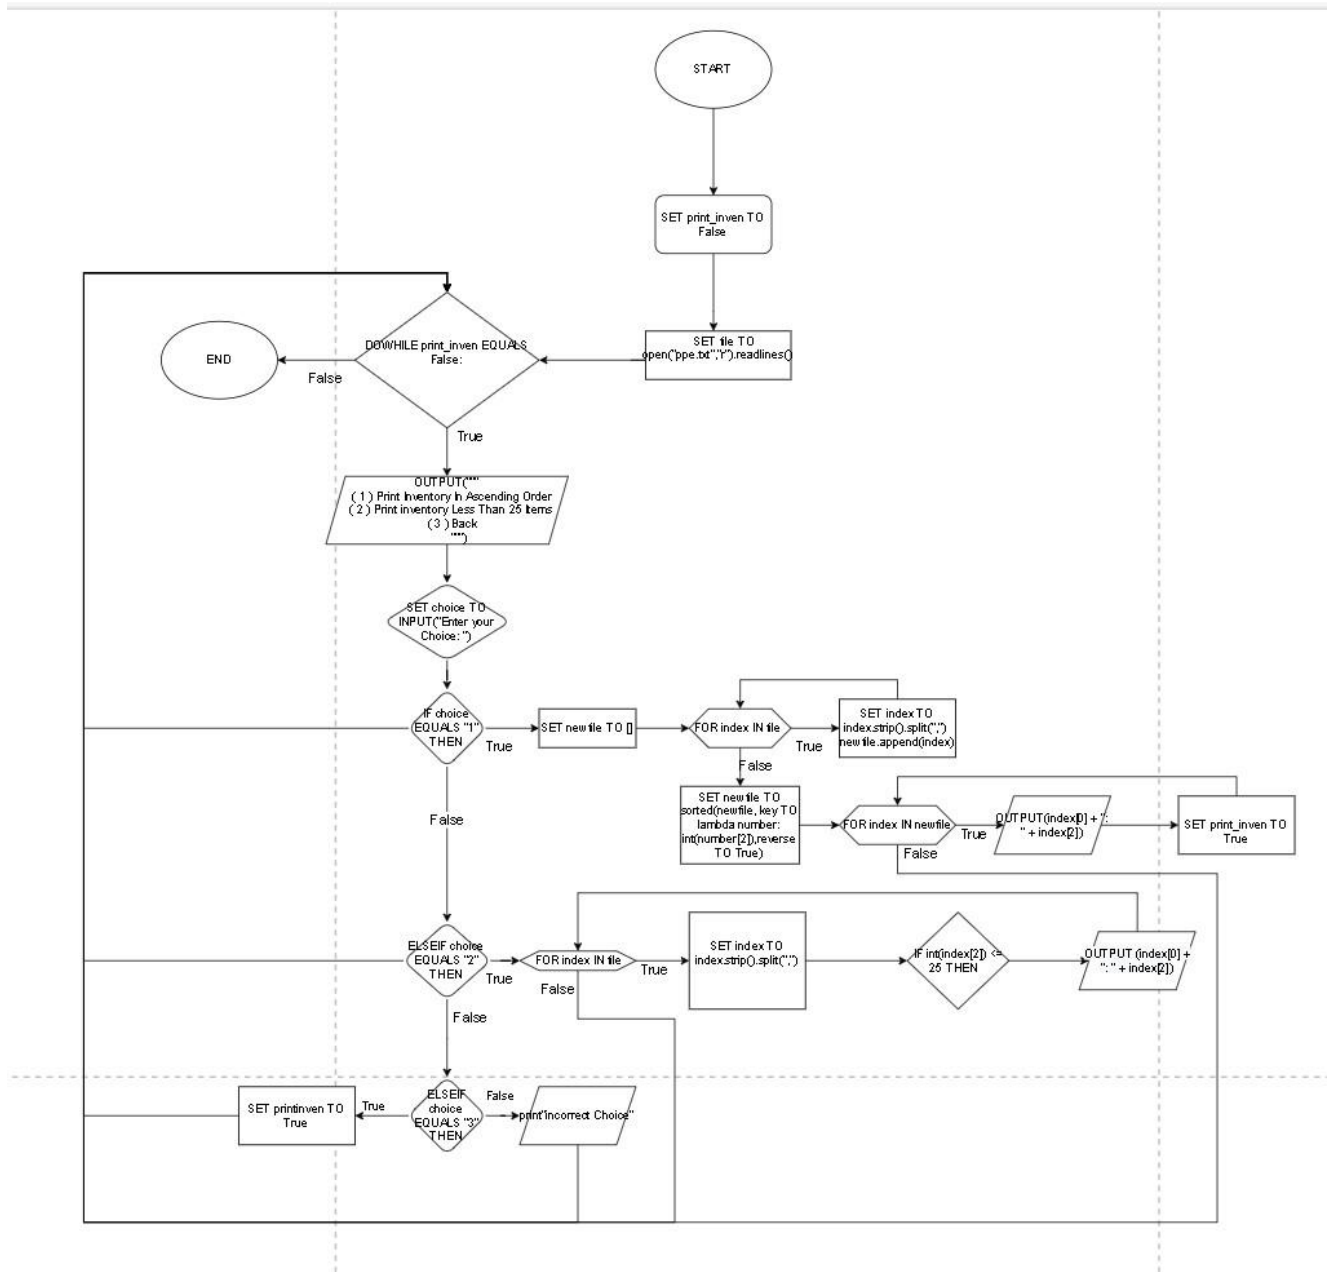 START
SET print_inven TO
False
SET file TO
open("ppe.txt","r").readlines()
DOWHILE print_inven EQUALS
False:
END
False
True
OUTPUT("""
( 1 ) Print Inventory In Ascending Order
( 2 ) Print inventory Less Than 25 Items
( 3 ) Back
""")
SET choice TO
INPUT("Enter your
Choice: ")
IF choice
EQUALS "1"
THEN
True
SET newfile TO []
FOR index IN file
True
SET index TO
index.strip().split(",")
newfile.append(index)
False
SET newfile TO
sorted(newfile, key TO
lambda number:
int(number[2]),reverse
TO True)
FOR index IN newfile
True
False
OUTPUT(index[0] + ":
" + index[2])
SET print_inven TO
True
False
ELSEIF choice
EQUALS "2"
THEN
True
FOR index IN file
True
False
SET index TO
index.strip().split(",")
IF int(index[2]) <=
25 THEN
OUTPUT (index[0] +
": " + index[2])
False
ELSEIF
choice
EQUALS "3"
THEN
True
SET printinven TO
True
False
print"incorrect Choice"